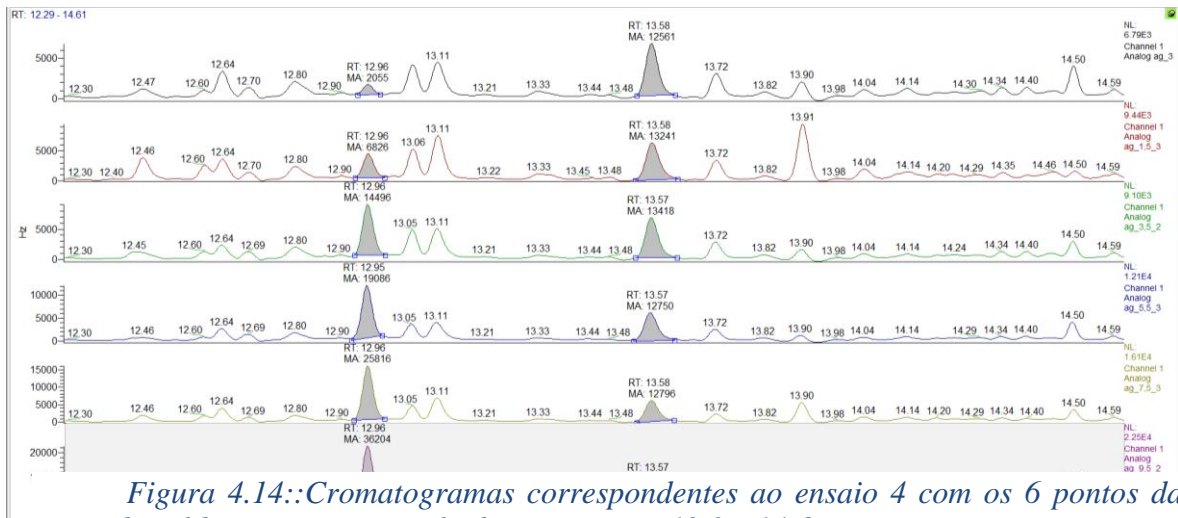 RT: 12.29 - 14.61
NL:
6.79E3
Channel 1
Analog ag_3
5000
0
12.30
12.47
12.60
12.64
12.70
12.80
12.90
RT: 12.96
MA: 2055
13.11
13.21
13.33
13.44
13.48
RT: 13.58
MA: 12561
13.72
13.82
13.90
13.98
14.04
14.14
14.30
14.34
14.40
14.50
14.59
NL:
9.44E3
Channel 1
Analog
ag_1,5_3
5000
0
12.30
12.40
12.46
12.60
12.64
12.70
12.80
12.90
RT: 12.96
MA: 6826
13.06
13.11
13.22
13.33
13.45
13.48
RT: 13.58
MA: 13241
13.72
13.82
13.91
13.98
14.04
14.14
14.20
14.29
14.35
14.46
14.50
14.59
NL:
9.10E3
Channel 1
Analog
ag_3,5_2
Hz
5000
0
12.30
12.45
12.60
12.64
12.69
12.80
12.90
RT: 12.96
MA: 14496
13.05
13.11
13.21
13.33
13.44
13.48
RT: 13.57
MA: 13418
13.72
13.82
13.90
13.98
14.04
14.14
14.24
14.34
14.40
14.50
14.59
NL:
1.21E4
Channel 1
Analog
ag_5,5_3
10000
5000
0
12.30
12.46
12.60
12.64
12.69
12.80
12.90
RT: 12.95
MA: 19086
13.05
13.11
13.21
13.33
13.44
13.48
RT: 13.57
MA: 12750
13.72
13.82
13.90
13.98
14.04
14.14
14.29
14.34
14.40
14.50
14.59
NL:
1.61E4
Channel 1
Analog
ag_7,5_3
15000
10000
5000
0
12.30
12.46
12.60
12.64
12.69
12.80
12.90
RT: 12.96
MA: 25816
13.05
13.11
13.21
13.33
13.44
13.48
RT: 13.58
MA: 12796
13.72
13.82
13.90
13.98
14.04
14.14
14.20
14.29
14.34
14.40
14.50
14.59
NL:
2.25E4
Channel 1
Analog
ag_9,5_2
20000
RT: 12.96
MA: 36204
RT: 13.57
Figura 4.14::Cromatogramas correspondentes ao ensaio 4 com os 6 pontos da